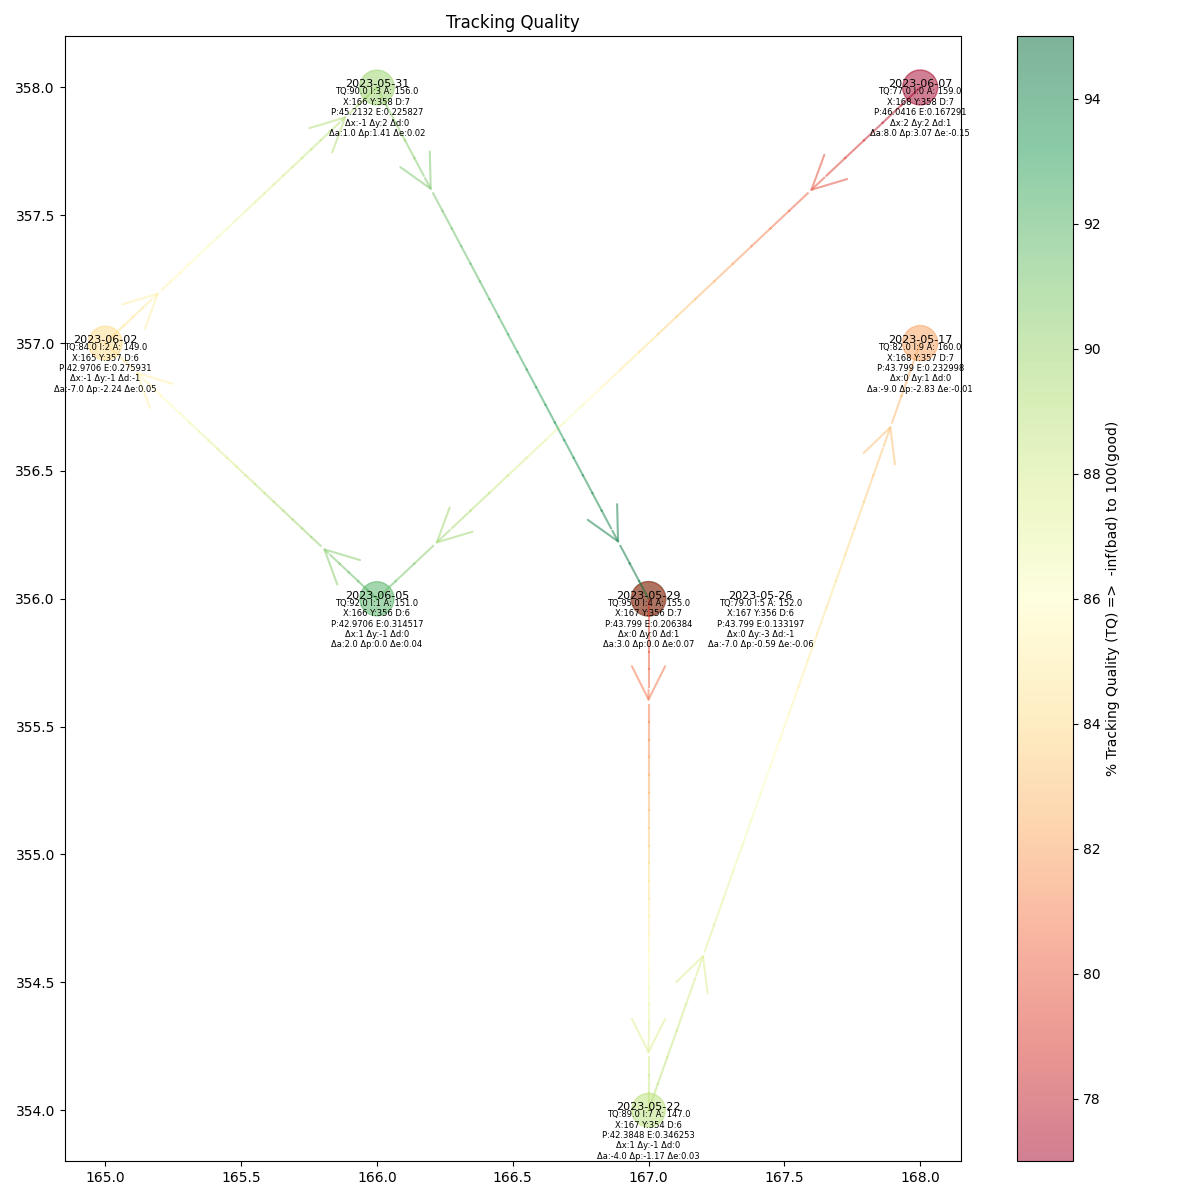 Tracking Quality
358.0
357.5
357.0
356.5
356.0
355.5
355.0
354.5
354.0
165.0
165.5
166.0
166.5
167.0
167.5
168.0
2023-05-31
TQ:90.0 I:3 A: 156.0
X:166 Y:358 D:7
P:45.2132 E:0.225827
Δx:-1 Δy:2 Δd:0
Δa:1.0 Δp:1.41 Δe:0.02
2023-06-07
TQ:77.0 I:0 A: 159.0
X:168 Y:358 D:7
P:46.0416 E:0.167291
Δx:2 Δy:2 Δd:1
Δa:8.0 Δp:3.07 Δe:-0.15
2023-06-02
TQ:84.0 I:2 A: 149.0
X:165 Y:357 D:6
P:42.9706 E:0.275931
Δx:-1 Δy:-1 Δd:-1
Δa:-7.0 Δp:-2.24 Δe:0.05
2023-05-17
TQ:82.0 I:9 A: 160.0
X:168 Y:357 D:7
P:43.799 E:0.232998
Δx:0 Δy:1 Δd:0
Δa:-9.0 Δp:-2.83 Δe:-0.01
2023-06-05
TQ:92.0 I:1 A: 151.0
X:166 Y:356 D:6
P:42.9706 E:0.314517
Δx:1 Δy:-1 Δd:0
Δa:2.0 Δp:0.0 Δe:0.04
2023-05-29
TQ:95.0 I:4 A: 155.0
X:167 Y:356 D:7
P:43.799 E:0.206384
Δx:0 Δy:0 Δd:1
Δa:3.0 Δp:0.0 Δe:0.07
2023-05-26
TQ:79.0 I:5 A: 152.0
X:167 Y:356 D:6
P:43.799 E:0.133197
Δx:0 Δy:-3 Δd:-1
Δa:-7.0 Δp:-0.59 Δe:-0.06
2023-05-22
TQ:89.0 I:7 A: 147.0
X:167 Y:354 D:6
P:42.3848 E:0.346253
Δx:1 Δy:-1 Δd:0
Δa:-4.0 Δp:-1.17 Δe:0.03
94
92
90
88
86
84
82
80
78
% Tracking Quality (TQ) => -inf(bad) to 100(good)